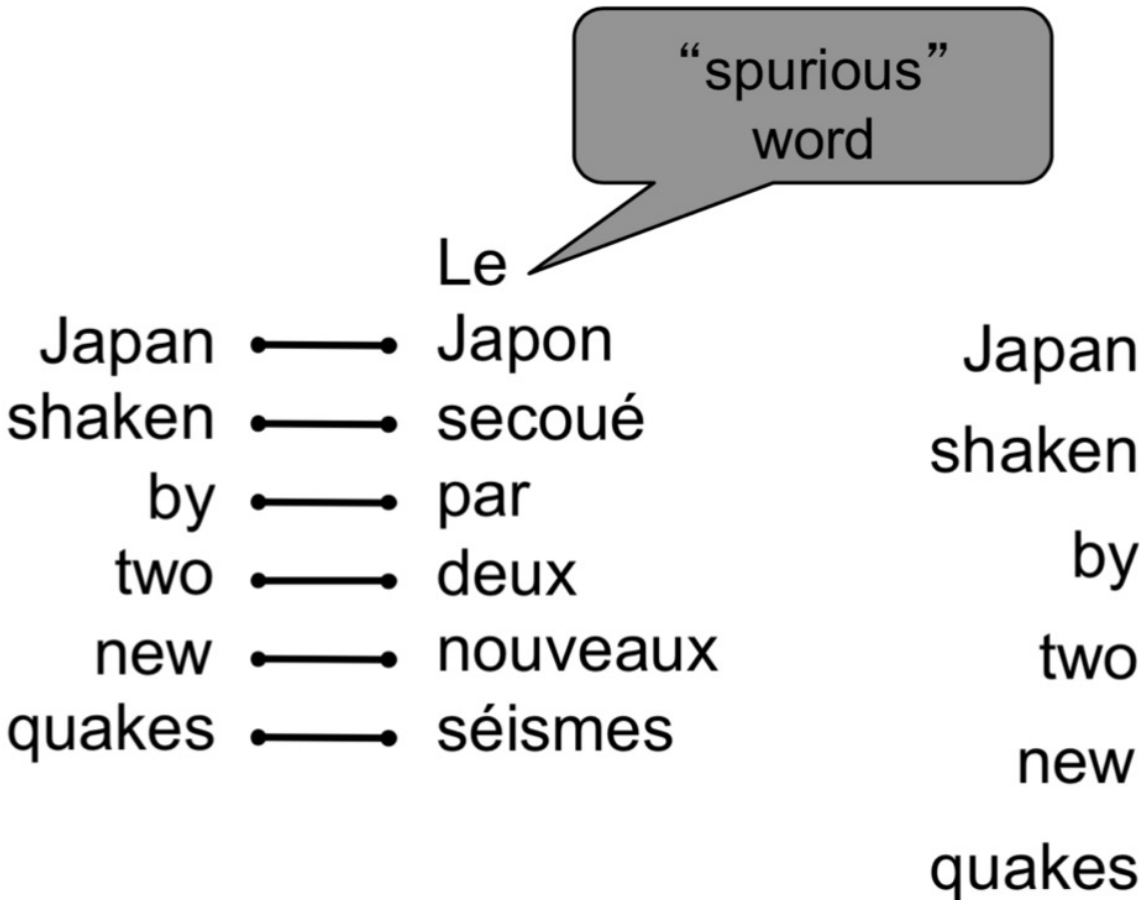 “spurious”
word
Le
Japan Japon
shaken secoué
by par
two deux
new nouveaux
quakes séismes
Japan
shaken
by
two
new
quakes